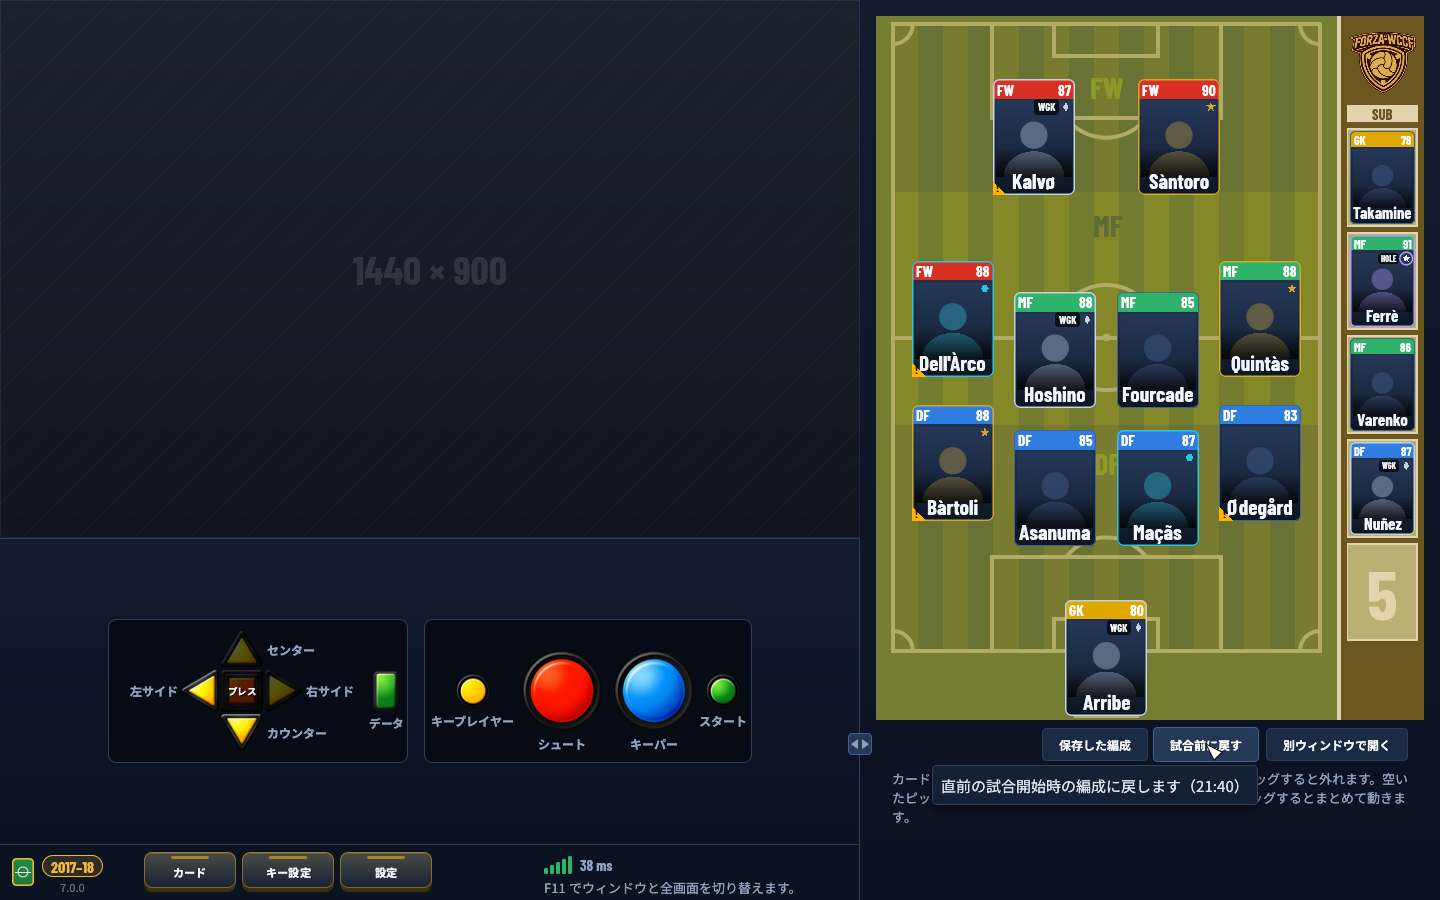 1440 × 900
センター
左サイド
プレス
右サイド
カウンター
データ
キープレイヤー
シュート
キーパー
スタート
2017-18
7.0.0
カード
キー設定
設定
38 ms
F11 でウィンドウと全画面を切り替えます。
FW
FW 87
WGK
Kalvø
FW 90
Sàntoro
MF
FW 88
Dell'Àrco
MF 88
WGK
Hoshino
MF 85
Fourcade
MF 88
Quintàs
DF
DF 88
Bàrtoli
DF 85
Asanuma
DF 87
Maçãs
DF 83
Ødegård
GK 80
WGK
Arribe
FORZA-WCCF
SUB
GK 78
Takamine
MF 91
HOLE
Ferrè
MF 86
Varenko
DF 87
WGK
Nuñez
5
保存した編成
試合前に戻す
別ウィンドウで開く
直前の試合開始時の編成に戻します（21:40）
カード
ッグすると外れます。空い
たピッ
ッグするとまとめて動きま
す。